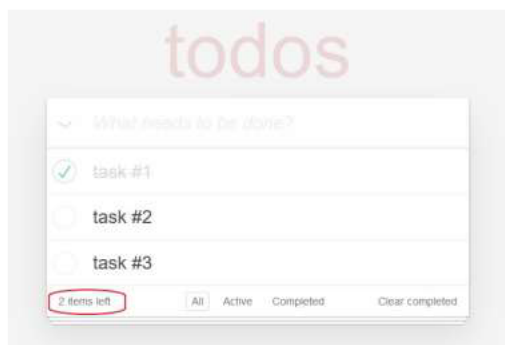 todos
What needs to be done?
task #1
task #2
task #3
2 items left All Active Completed Clear completed